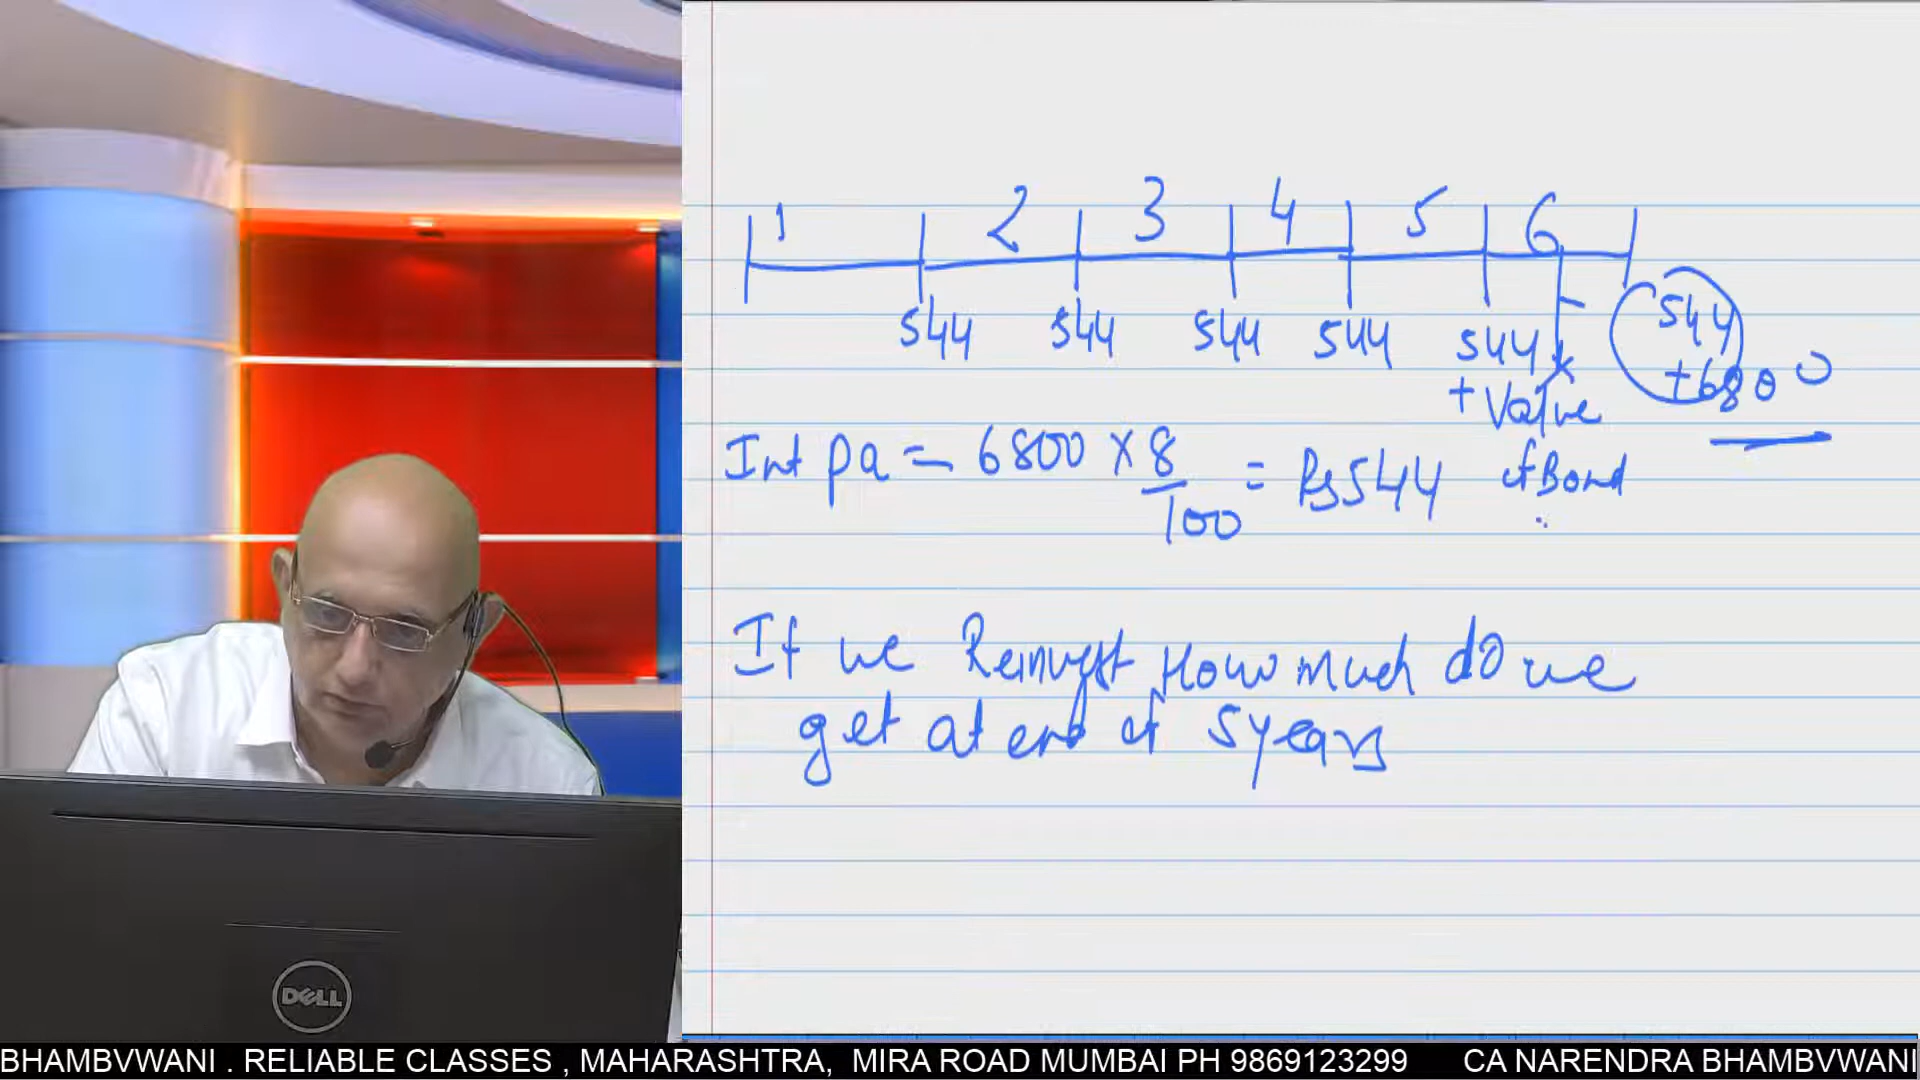 1 2 3 4 5 6
544 544 544 544 544 544
+ Value +6800
of Bond
Int pa = 6800 × 8/100 = Rs 544
If we Reinvest How much do we
get at end of 5 years
DELL
BHAMBVWANI . RELIABLE CLASSES , MAHARASHTRA, MIRA ROAD MUMBAI PH 9869123299 CA NARENDRA BHAMBVWANI